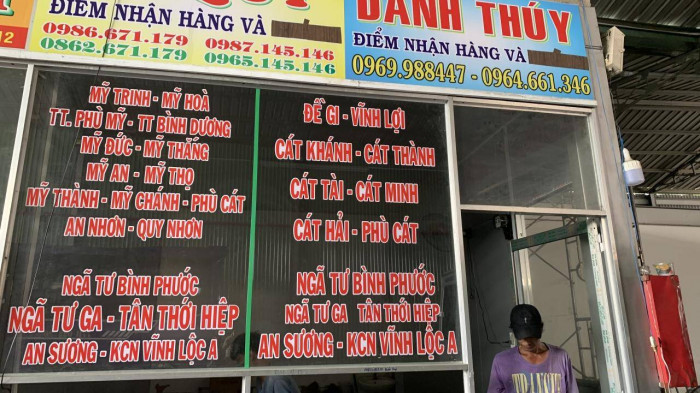 ĐIỂM NHẬN HÀNG VÀ
0986.671.179
0987.145.146
0862.671.179
0965.145.146
DANH THÚY
ĐIỂM NHẬN HÀNG VÀ
0969.988447 - 0964.661.346
MỸ TRINH - MỸ HOÀ
TT. PHÙ MỸ - TT BÌNH DƯƠNG
MỸ ĐỨC - MỸ THẮNG
MỸ AN - MỸ THỌ
MỸ THÀNH - MỸ CHÁNH - PHÙ CÁT
AN NHƠN - QUY NHƠN
NGÃ TƯ BÌNH PHƯỚC
NGÃ TƯ GA - TÂN THỚI HIỆP
AN SƯƠNG - KCN VĨNH LỘC A
ĐỀ GI - VĨNH LỢI
CÁT KHÁNH - CÁT THÀNH
CÁT TÀI - CÁT MINH
CÁT HẢI - PHÙ CÁT
NGÃ TƯ BÌNH PHƯỚC
NGÃ TƯ GA TÂN THỚI HIỆP
AN SƯƠNG - KCN VĨNH LỘC A